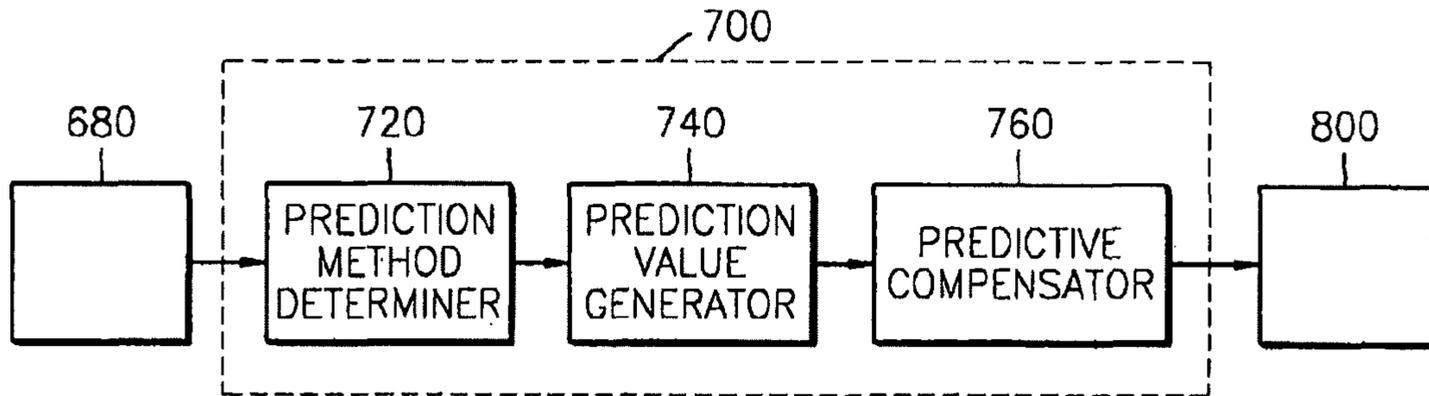 700
680
720
740
760
800
PREDICTION
METHOD
DETERMINER
PREDICTION
VALUE
GENERATOR
PREDICTIVE
COMPENSATOR